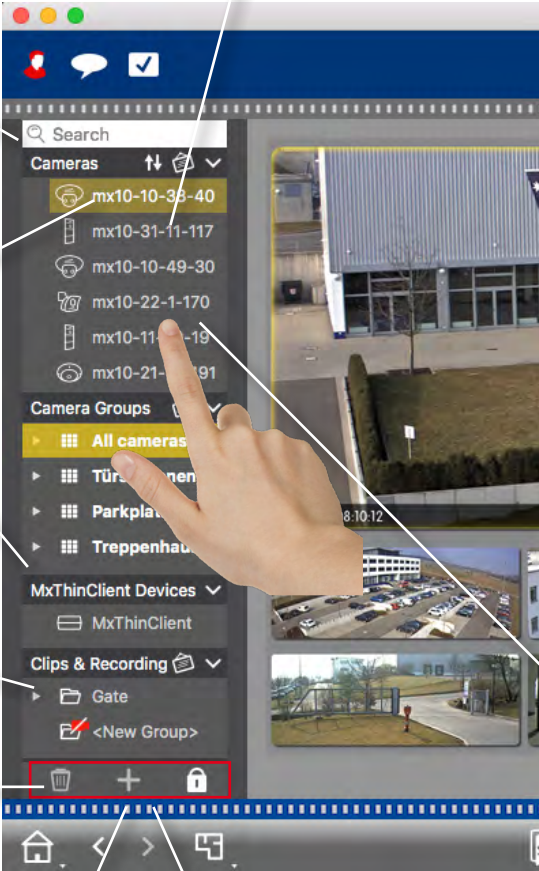 Search
Cameras
mx10-10-38-40
mx10-31-11-117
mx10-10-49-30
mx10-22-1-170
mx10-11- -19
mx10-21- 191
Camera Groups
All cameras
Parkpla
MxThinClient Devices
MxThinClient
Clips & Recording
Gate
<New Group>
8:10:12